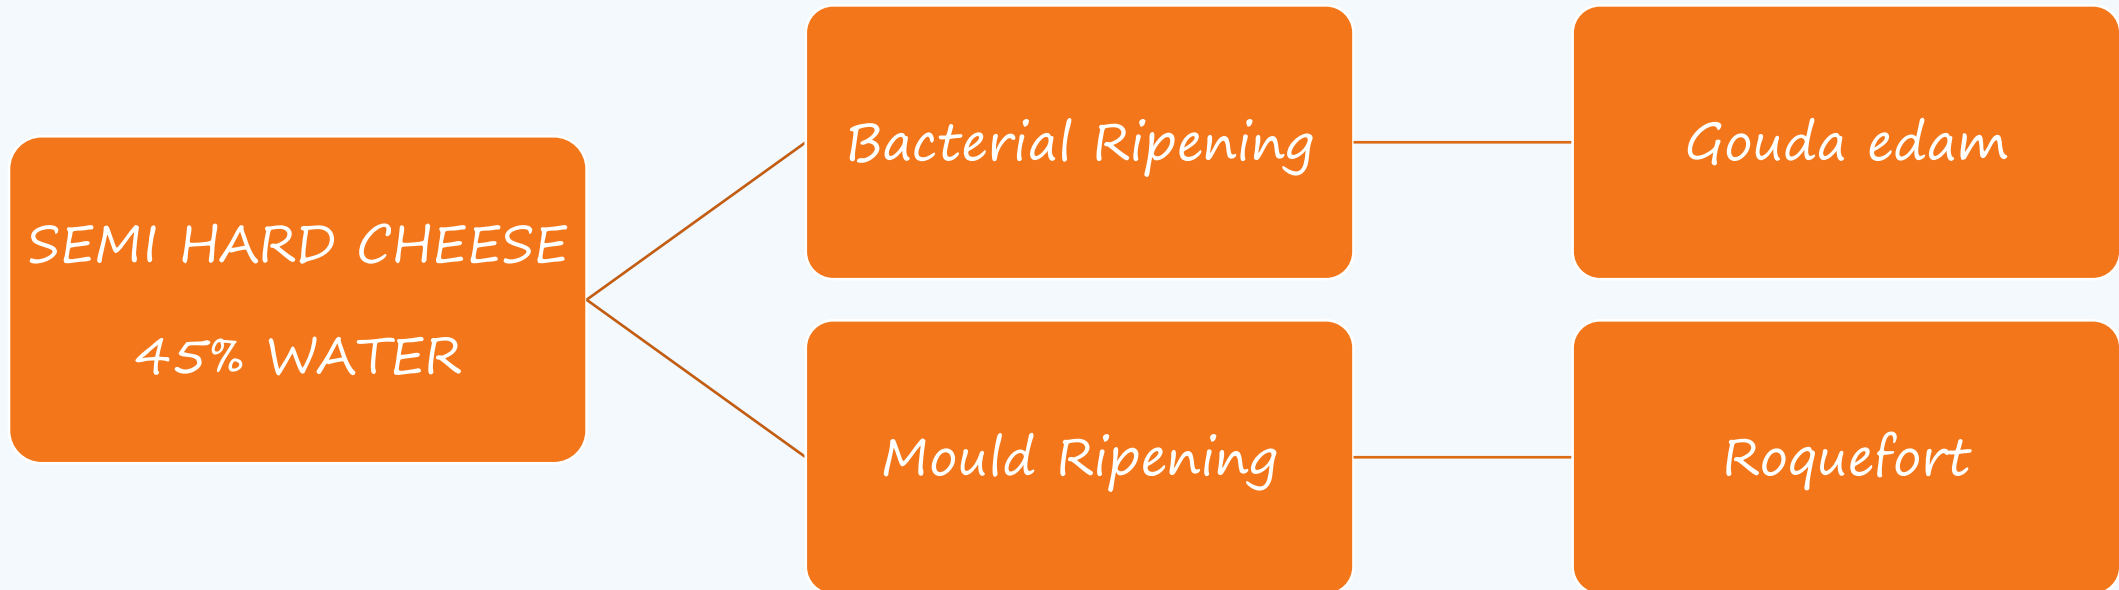 SEMI HARD CHEESE
45% WATER
Bacterial Ripening
Gouda edam
Mould Ripening
Roquefort